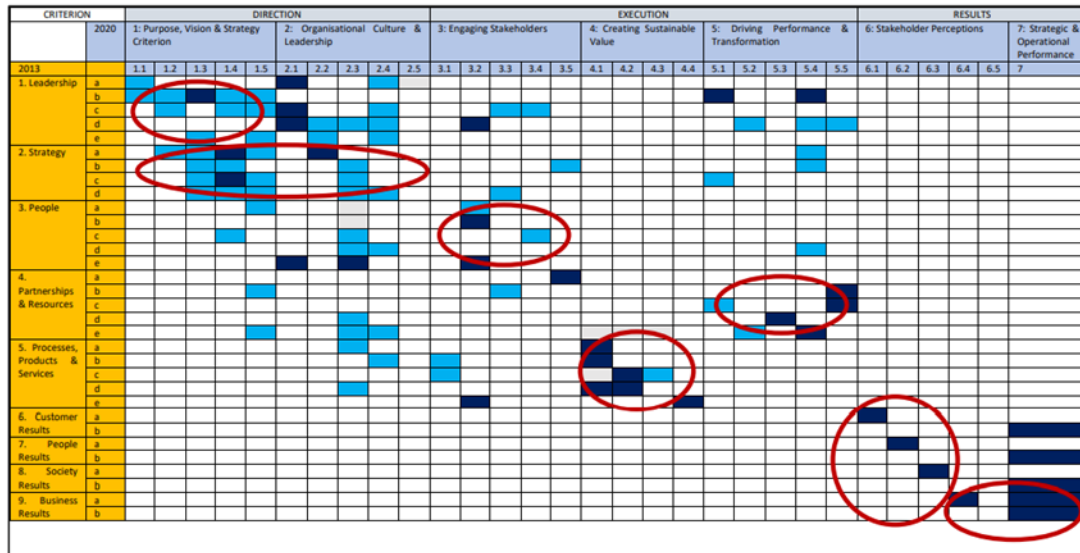 CRITERION DIRECTION EXECUTION RESULTS
2020 1: Purpose, Vision & Strategy Criterion 2: Organisational Culture & Leadership 3: Engaging Stakeholders 4: Creating Sustainable Value 5: Driving Performance & Transformation 6: Stakeholder Perceptions 7: Strategic & Operational Performance
2013 1.1 1.2 1.3 1.4 1.5 2.1 2.2 2.3 2.4 2.5 3.1 3.2 3.3 3.4 3.5 4.1 4.2 4.3 4.4 5.1 5.2 5.3 5.4 5.5 6.1 6.2 6.3 6.4 6.5 7
1. Leadership a
b
c
d
e
2. Strategy a
b
c
d
3. People a
b
c
d
e
4. Partnerships & Resources a
b
c
d
e
5. Processes, Products & Services a
b
c
d
e
6. Customer Results a
b
7. People Results a
b
8. Society Results a
b
9. Business Results a
b